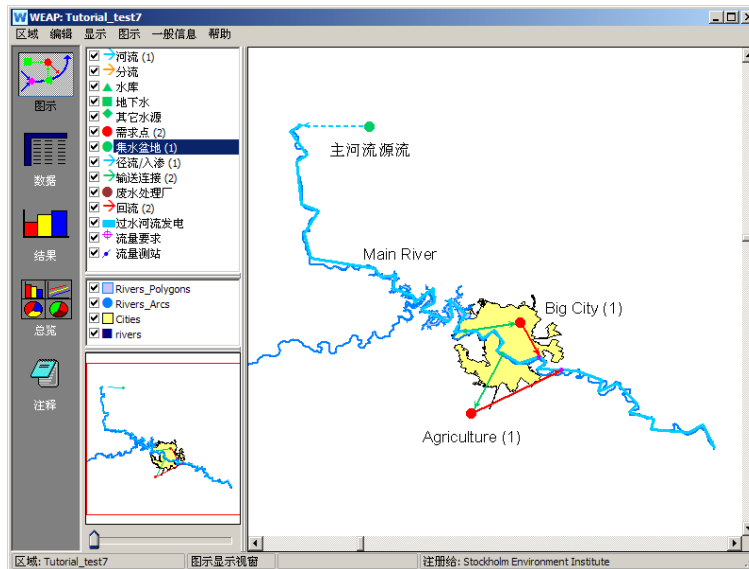 WEAP: Tutorial_test7
区域 编辑 显示 图示 一般信息 帮助
图示
数据
结果
总览
注释
河流 (1)
分流
水库
地下水
其它水源
需求点 (2)
集水盆地 (1)
径流/入渗 (1)
输送连接 (2)
废水处理厂
回流 (2)
过水河流发电
流量要求
流量测站
Rivers_Polygons
Rivers_Arcs
Cities
rivers
主河流源流
Main River
Big City (1)
Agriculture (1)
区域: Tutorial_test7 图示显示视窗 注册给: Stockholm Environment Institute